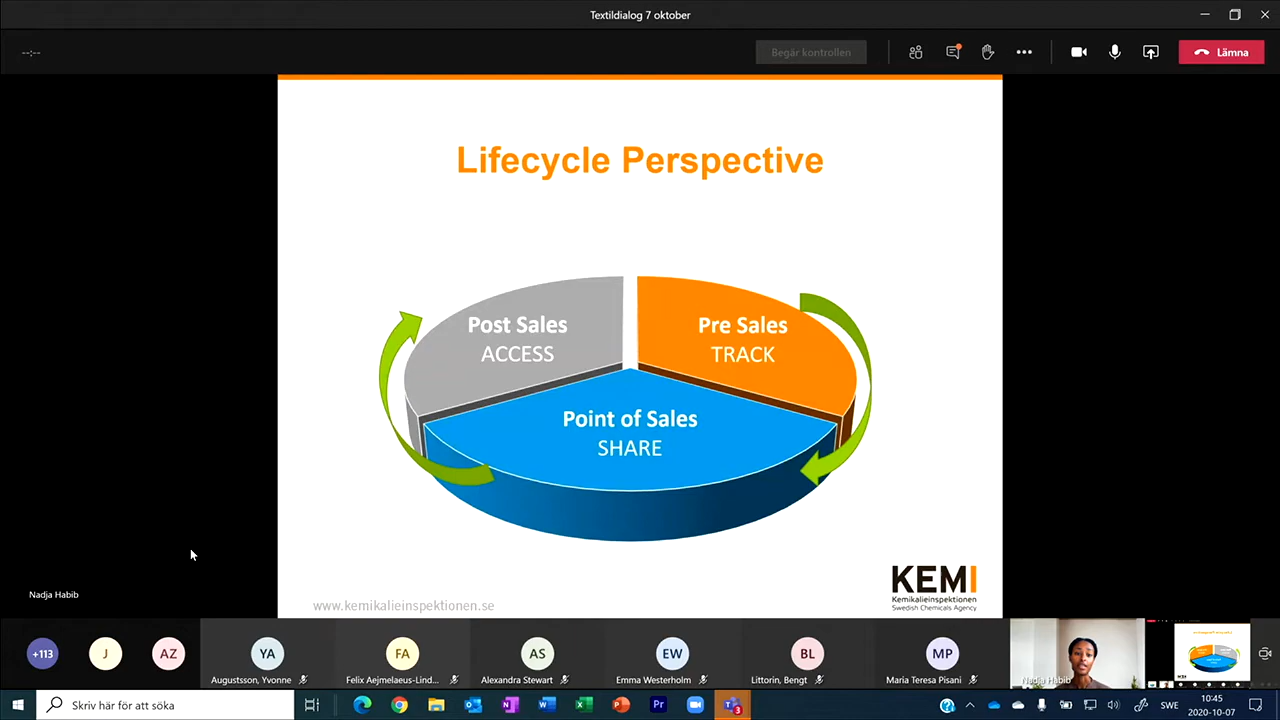 Textildialog 7 oktober
--:--
Begär kontrollen
Lämna
Lifecycle Perspective
Post Sales
ACCESS
Pre Sales
TRACK
Point of Sales
SHARE
KEMI
Kemikalieinspektionen
Swedish Chemicals Agency
www.kemikalieinspektionen.se
Nadja Habib
+113
J
AZ
YA
Augustsson, Yvonne
FA
Felix Aejmelaeus-Lind...
AS
Alexandra Stewart
EW
Emma Westerholm
BL
Littorin, Bengt
MP
Maria Teresa Pisani
Nadja Habib
Skriv här för att söka
Pr
3
SWE
10:45
2020-10-07